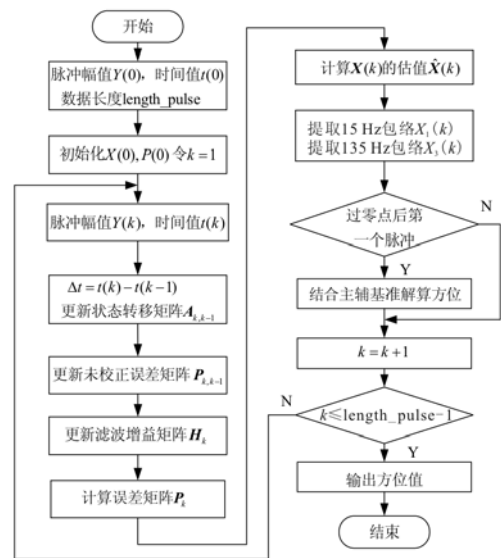 开始
脉冲幅值Y(0)，时间值t(0)
数据长度length_pulse
初始化X(0),P(0)令k=1
脉冲幅值Y(k)，时间值t(k)
Δt=t(k)-t(k-1)
更新状态转移矩阵A_{k,k-1}
更新未校正误差矩阵P_{k,k-1}
更新滤波增益矩阵H_k
计算误差矩阵P_k
计算X(k)的估值X̂(k)
提取15 Hz包络X_1(k)
提取135 Hz包络X_3(k)
过零点后第
一个脉冲
N
Y
结合主辅基准解算方位
k=k+1
N
k≤length_pulse-1
Y
输出方位值
结束